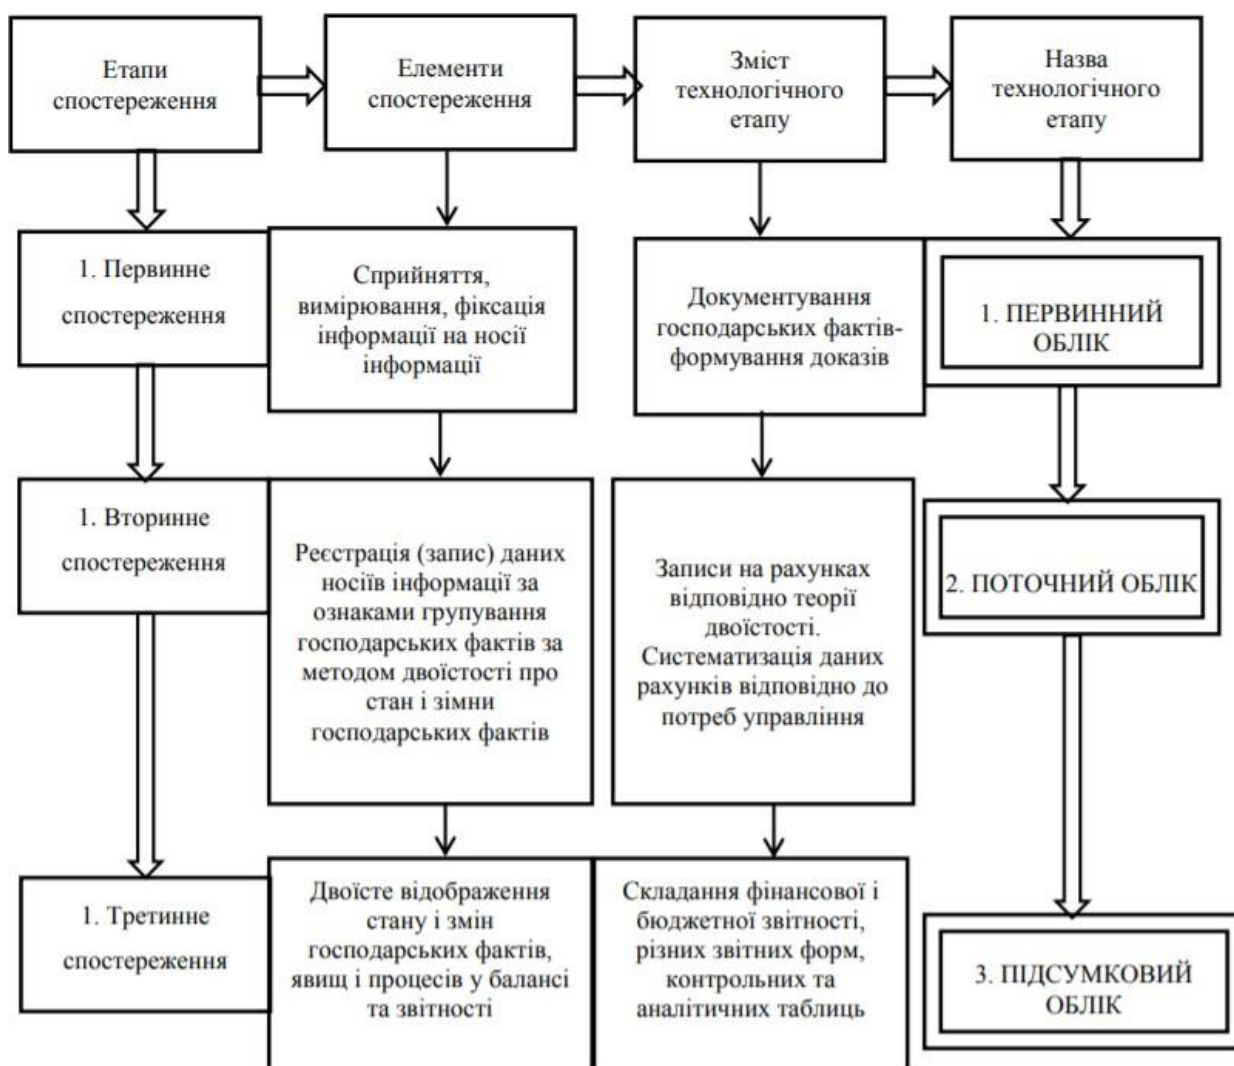 Етапи
спостереження
Елементи
спостереження
Зміст
технологічного
етапу
Назва
технологічного
етапу
1. Первинне
спостереження
Сприйняття,
вимірювання, фіксація
інформації на носії
інформації
Документування
господарських фактів-
формування доказів
1. ПЕРВИННИЙ
ОБЛІК
1. Вторинне
спостереження
Реєстрація (запис) даних
носіїв інформації за
ознаками групування
господарських фактів за
методом двоїстості про
стан і зімни
господарських фактів
Записи на рахунках
відповідно теорії
двоїстості.
Систематизація даних
рахунків відповідно до
потреб управління
2. ПОТОЧНИЙ ОБЛІК
1. Третинне
спостереження
Двоїсте відображення
стану і змін
господарських фактів,
явищ і процесів у балансі
та звітності
Складання фінансової і
бюджетної звітності,
різних звітних форм,
контрольних та
аналітичних таблиць
3. ПІДСУМКОВИЙ
ОБЛІК